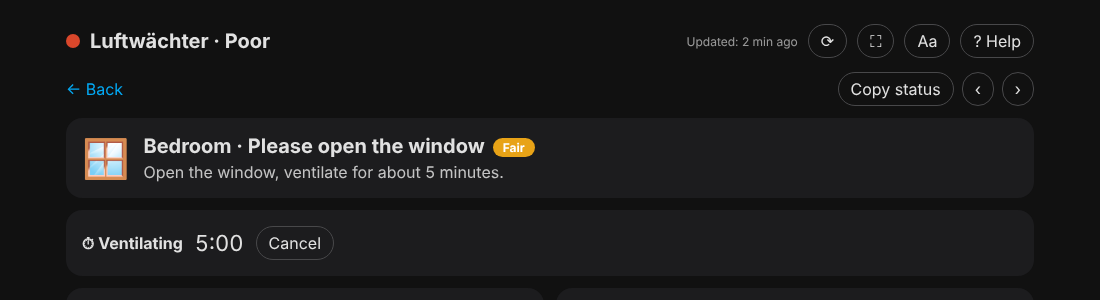 Luftwächter · Poor
Updated: 2 min ago
Aa
? Help
← Back
Copy status
‹
›
Bedroom · Please open the window
Fair
Open the window, ventilate for about 5 minutes.
⏱ Ventilating
5:00
Cancel